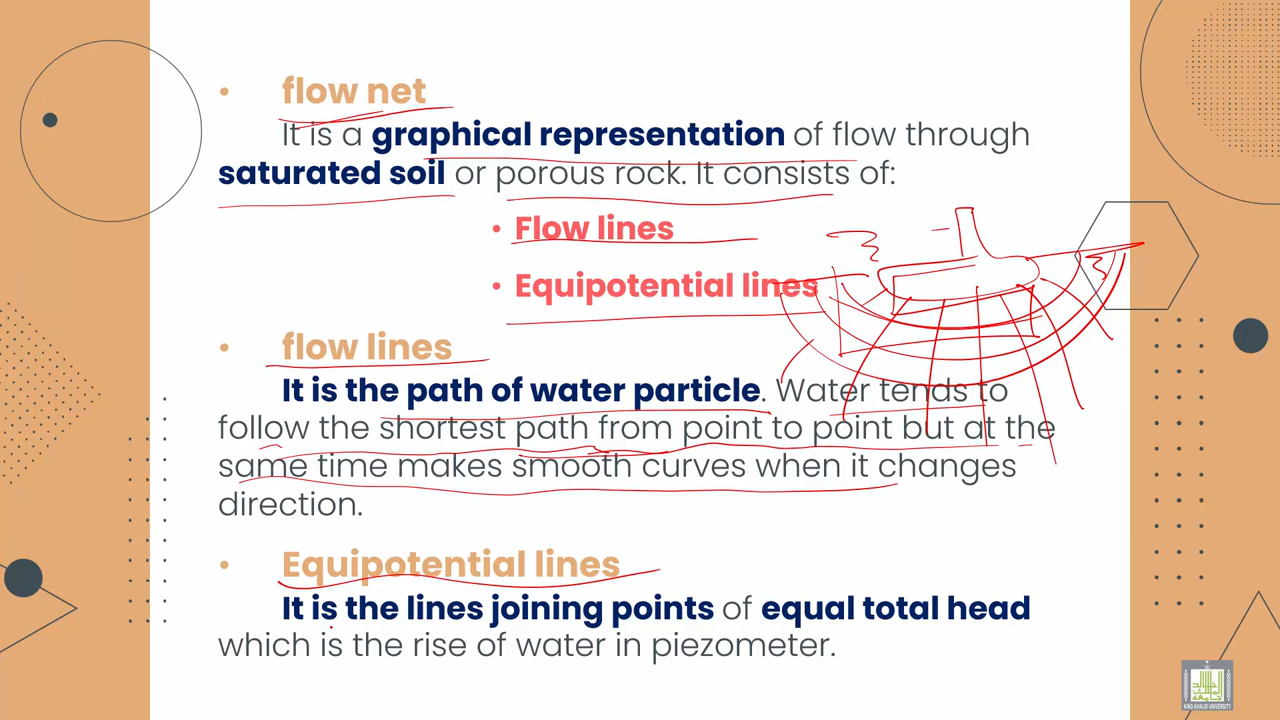 • flow net
It is a graphical representation of flow through
saturated soil or porous rock. It consists of:
• Flow lines
• Equipotential lines
• flow lines
It is the path of water particle. Water tends to
follow the shortest path from point to point but at the
same time makes smooth curves when it changes
direction.
• Equipotential lines
It is the lines joining points of equal total head
which is the rise of water in piezometer.
KING KHALID UNIVERSITY